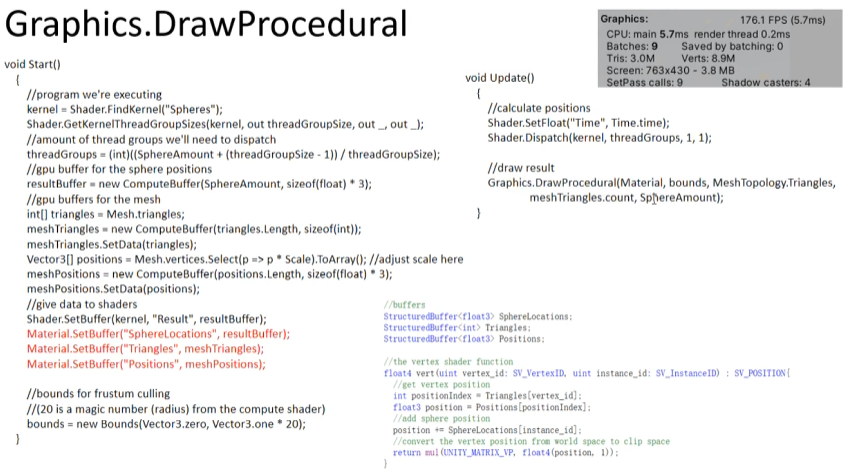 Graphics.DrawProcedural
Graphics: 176.1 FPS (5.7ms)
CPU: main 5.7ms render thread 0.2ms
Batches: 9 Saved by batching: 0
Tris: 3.0M Verts: 8.9M
Screen: 763x430 - 3.8 MB
SetPass calls: 9 Shadow casters: 4
void Start()
{
//program we're executing
kernel = Shader.FindKernel("Spheres");
Shader.GetKernelThreadGroupSizes(kernel, out threadGroupSize, out _, out _);
//amount of thread groups we'll need to dispatch
threadGroups = (int)((SphereAmount + (threadGroupSize - 1)) / threadGroupSize);
//gpu buffer for the sphere positions
resultBuffer = new ComputeBuffer(SphereAmount, sizeof(float) * 3);
//gpu buffers for the mesh
int[] triangles = Mesh.triangles;
meshTriangles = new ComputeBuffer(triangles.Length, sizeof(int));
meshTriangles.SetData(triangles);
Vector3[] positions = Mesh.vertices.Select(p => p * Scale).ToArray(); //adjust scale here
meshPositions = new ComputeBuffer(positions.Length, sizeof(float) * 3);
meshPositions.SetData(positions);
//give data to shaders
Shader.SetBuffer(kernel, "Result", resultBuffer);
Material.SetBuffer("SphereLocations", resultBuffer);
Material.SetBuffer("Triangles", meshTriangles);
Material.SetBuffer("Positions", meshPositions);
//bounds for frustum culling
//(20 is a magic number (radius) from the compute shader)
bounds = new Bounds(Vector3.zero, Vector3.one * 20);
}
void Update()
{
//calculate positions
Shader.SetFloat("Time", Time.time);
Shader.Dispatch(kernel, threadGroups, 1, 1);
//draw result
Graphics.DrawProcedural(Material, bounds, MeshTopology.Triangles,
meshTriangles.count, SphereAmount);
}
//buffers
StructuredBuffer<float3> SphereLocations;
StructuredBuffer<int> Triangles;
StructuredBuffer<float3> Positions;
//the vertex shader function
float4 vert(uint vertex_id: SV_VertexID, uint instance_id: SV_InstanceID) : SV_POSITION{
//get vertex position
int positionIndex = Triangles[vertex_id];
float3 position = Positions[positionIndex];
//add sphere position
position += SphereLocations[instance_id];
//convert the vertex position from world space to clip space
return mul(UNITY_MATRIX_VP, float4(position, 1));
}